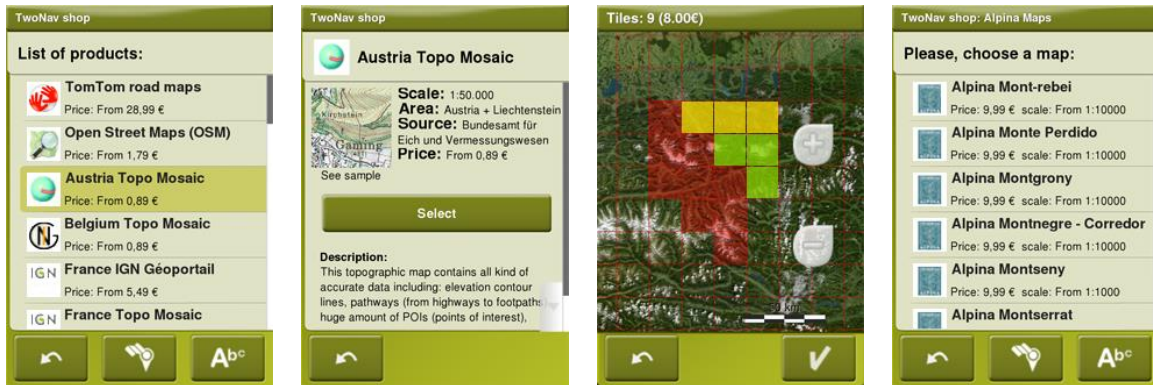 TwoNav shop
List of products:
TomTom road maps
Price: From 28,99 €
Open Street Maps (OSM)
Price: From 1,79 €
Austria Topo Mosaic
Price: From 0,89 €
Belgium Topo Mosaic
Price: From 0,89 €
IGN
France IGN Géoportail
Price: From 5,49 €
IGN
France Topo Mosaic
Abc
TwoNav shop
Austria Topo Mosaic
Kirchstein
Gaming
See sample
Scale: 1:50.000
Area: Austria + Liechtenstein
Source: Bundesamt für
Eich und Vermessungswesen
Price: From 0,89 €
Select
Description:
This topographic map contains all kind of
accurate data including: elevation contour
lines, pathways (from highways to footpaths
huge amount of POIs (points of interest),
Tiles: 9 (8.00€)
km
TwoNav shop: Alpina Maps
Please, choose a map:
Alpina Mont-rebei
Price: 9,99 € scale: From 1:10000
Alpina Monte Perdido
Price: 9,99 € scale: From 1:10000
Alpina Montgrony
Price: 9,99 € scale: From 1:10000
Alpina Montnegre - Corredor
Price: 9,99 € scale: From 1:10000
Alpina Montseny
Price: 9,99 € scale: From 1:1000
Alpina Montserrat
Abc